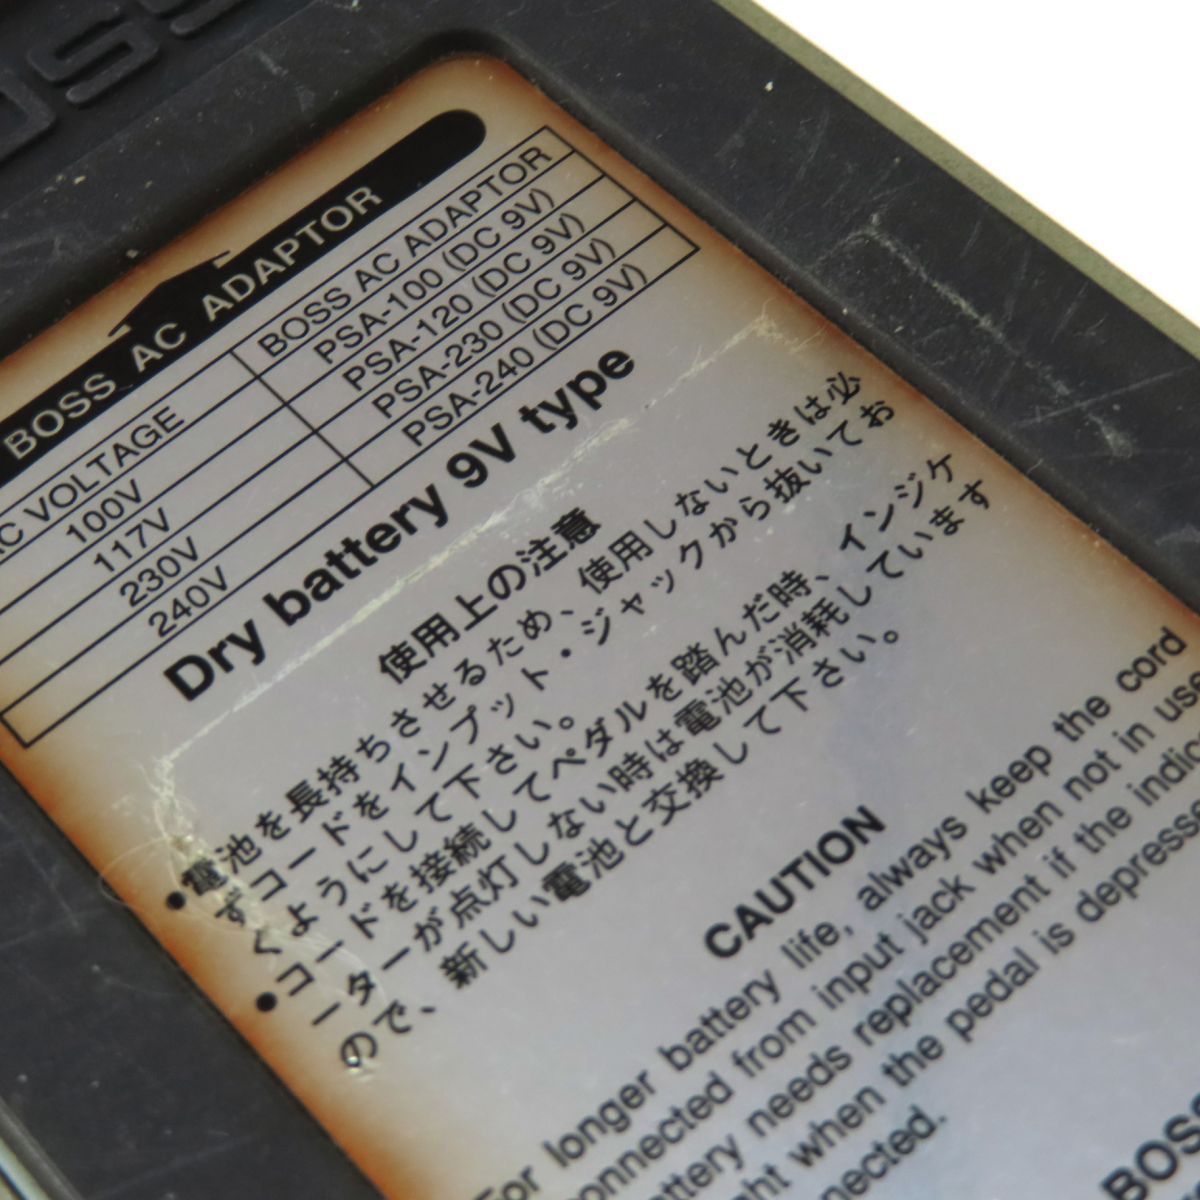 BOSS
BOSS AC ADAPTOR
AC VOLTAGE BOSS AC ADAPTOR
100V PSA-100 (DC 9V)
117V PSA-120 (DC 9V)
230V PSA-230 (DC 9V)
240V PSA-240 (DC 9V)
Dry battery 9V type
使用上の注意
•電池を長持ちさせるため、使用しないときは必
ずコードをインプット・ジャックから抜いてお
くようにして下さい。
•コードを接続してペダルを踏んだ時、インジケ
ーターが点灯しない時は電池が消耗しています
ので、新しい電池と交換して下さい。
CAUTION
For longer battery life, always keep the cord
connected from input jack when not in use
battery needs replacement if the indic
ght when the pedal is depresse
nnected.
BOSS